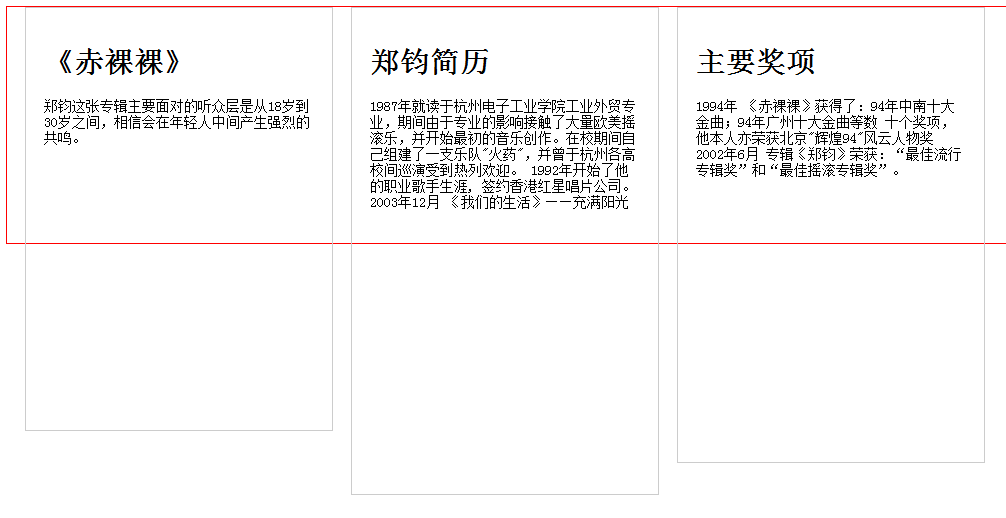 《赤裸裸》
郑钧这张专辑主要面对的听众层是从18岁到
30岁之间，相信会在年轻人中间产生强烈的
共鸣。
郑钧简历
1987年就读于杭州电子工业学院工业外贸专
业，期间由于专业的影响接触了大量欧美摇
滚乐，并开始最初的音乐创作。在校期间自
己组建了一支乐队"火药"，并曾于杭州各高
校间巡演受到热列欢迎。 1992年开始了他
的职业歌手生涯, 签约香港红星唱片公司。
2003年12月 《我们的生活》——充满阳光
主要奖项
1994年 《赤裸裸》获得了：94年中南十大
金曲；94年广州十大金曲等数 十个奖项，
他本人亦荣获北京"辉煌94"风云人物奖
2002年6月 专辑《郑钧》荣获：“最佳流行
专辑奖”和“最佳摇滚专辑奖”。